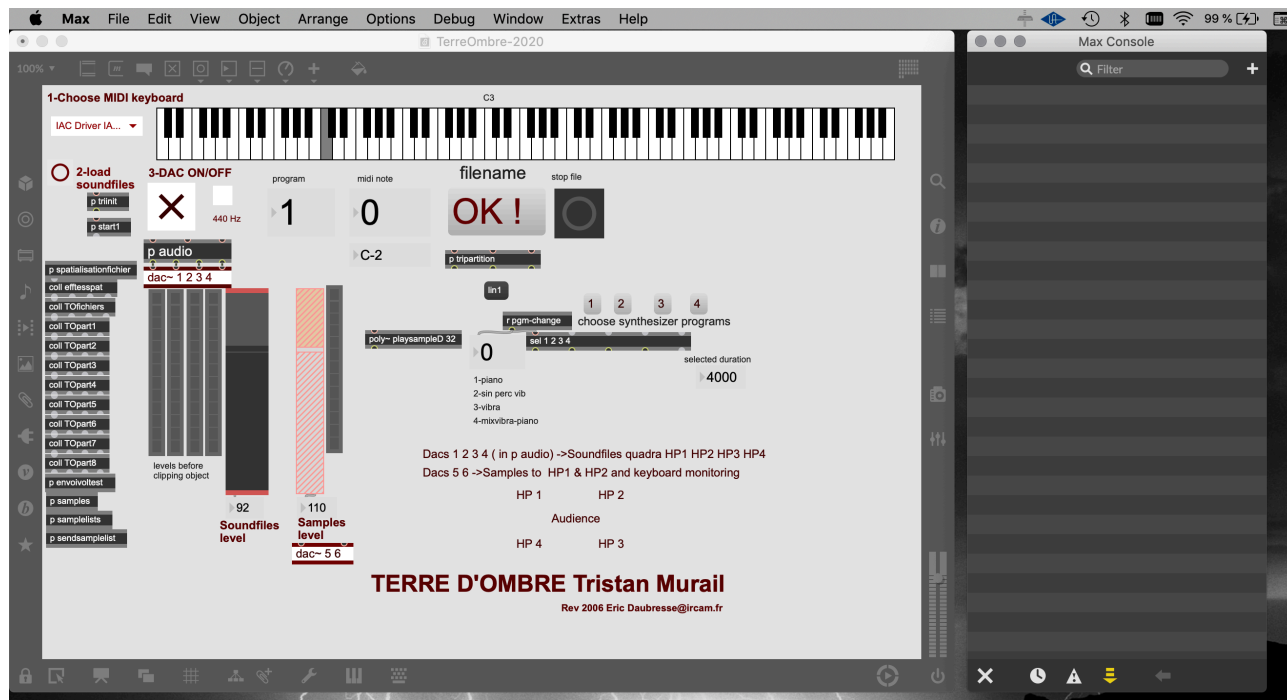 Max File Edit View Object Arrange Options Debug Window Extras Help
99 %
TerreOmbre-2020
Max Console
100%
Filter
1-Choose MIDI keyboard
C3
IAC Driver IA...
2-load
soundfiles
3-DAC ON/OFF
440 Hz
program
1
midi note
0
C-2
filename
OK !
stop file
p triinit
p start1
p audio
dac~ 1 2 3 4
p tripartition
p spatialisationfichier
coll efftesspat
coll TOfichiers
coll TOpart1
coll TOpart2
coll TOpart3
coll TOpart4
coll TOpart5
coll TOpart6
coll TOpart7
coll TOpart8
p envoivoltest
p samples
p samplelists
p sendsamplelist
lin1
1 2 3 4
r pgm-change
choose synthesizer programs
poly~ playsampleD 32
sel 1 2 3 4
0
selected duration
4000
1-piano
2-sin perc vib
3-vibra
4-mixvibra-piano
levels before
clipping object
92
Soundfiles
level
110
Samples
level
dac~ 5 6
Dacs 1 2 3 4 ( in p audio) ->Soundfiles quadra HP1 HP2 HP3 HP4
Dacs 5 6 ->Samples to HP1 & HP2 and keyboard monitoring
HP 1 HP 2
Audience
HP 4 HP 3
TERRE D'OMBRE Tristan Murail
Rev 2006 Eric Daubresse@ircam.fr